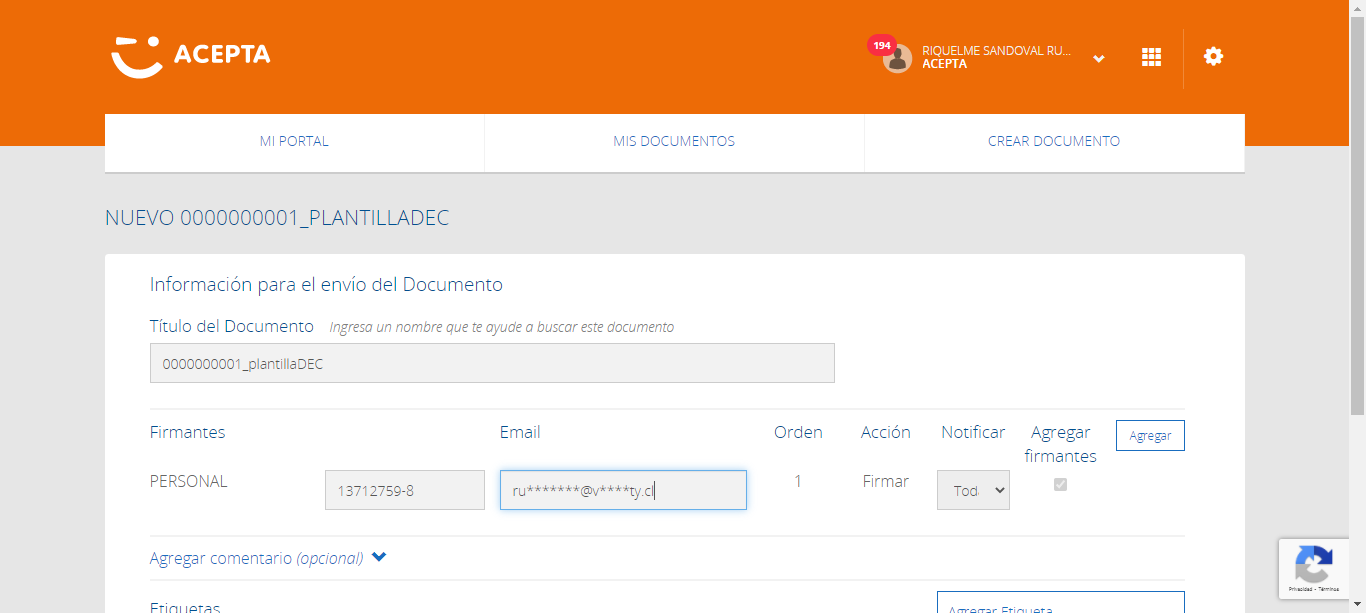 ACEPTA
194
RIQUELME SANDOVAL RU...
ACEPTA
MI PORTAL
MIS DOCUMENTOS
CREAR DOCUMENTO
NUEVO 0000000001_PLANTILLADEC
Información para el envío del Documento
Título del Documento Ingresa un nombre que te ayude a buscar este documento
0000000001_plantillaDEC
Firmantes Email Orden Acción Notificar Agregar firmantes Agregar
PERSONAL 13712759-8 ru*******@v****ty.cl 1 Firmar Tod
Agregar comentario (opcional)
Etiquetas Agregar Etiqueta
Privacidad - Términos